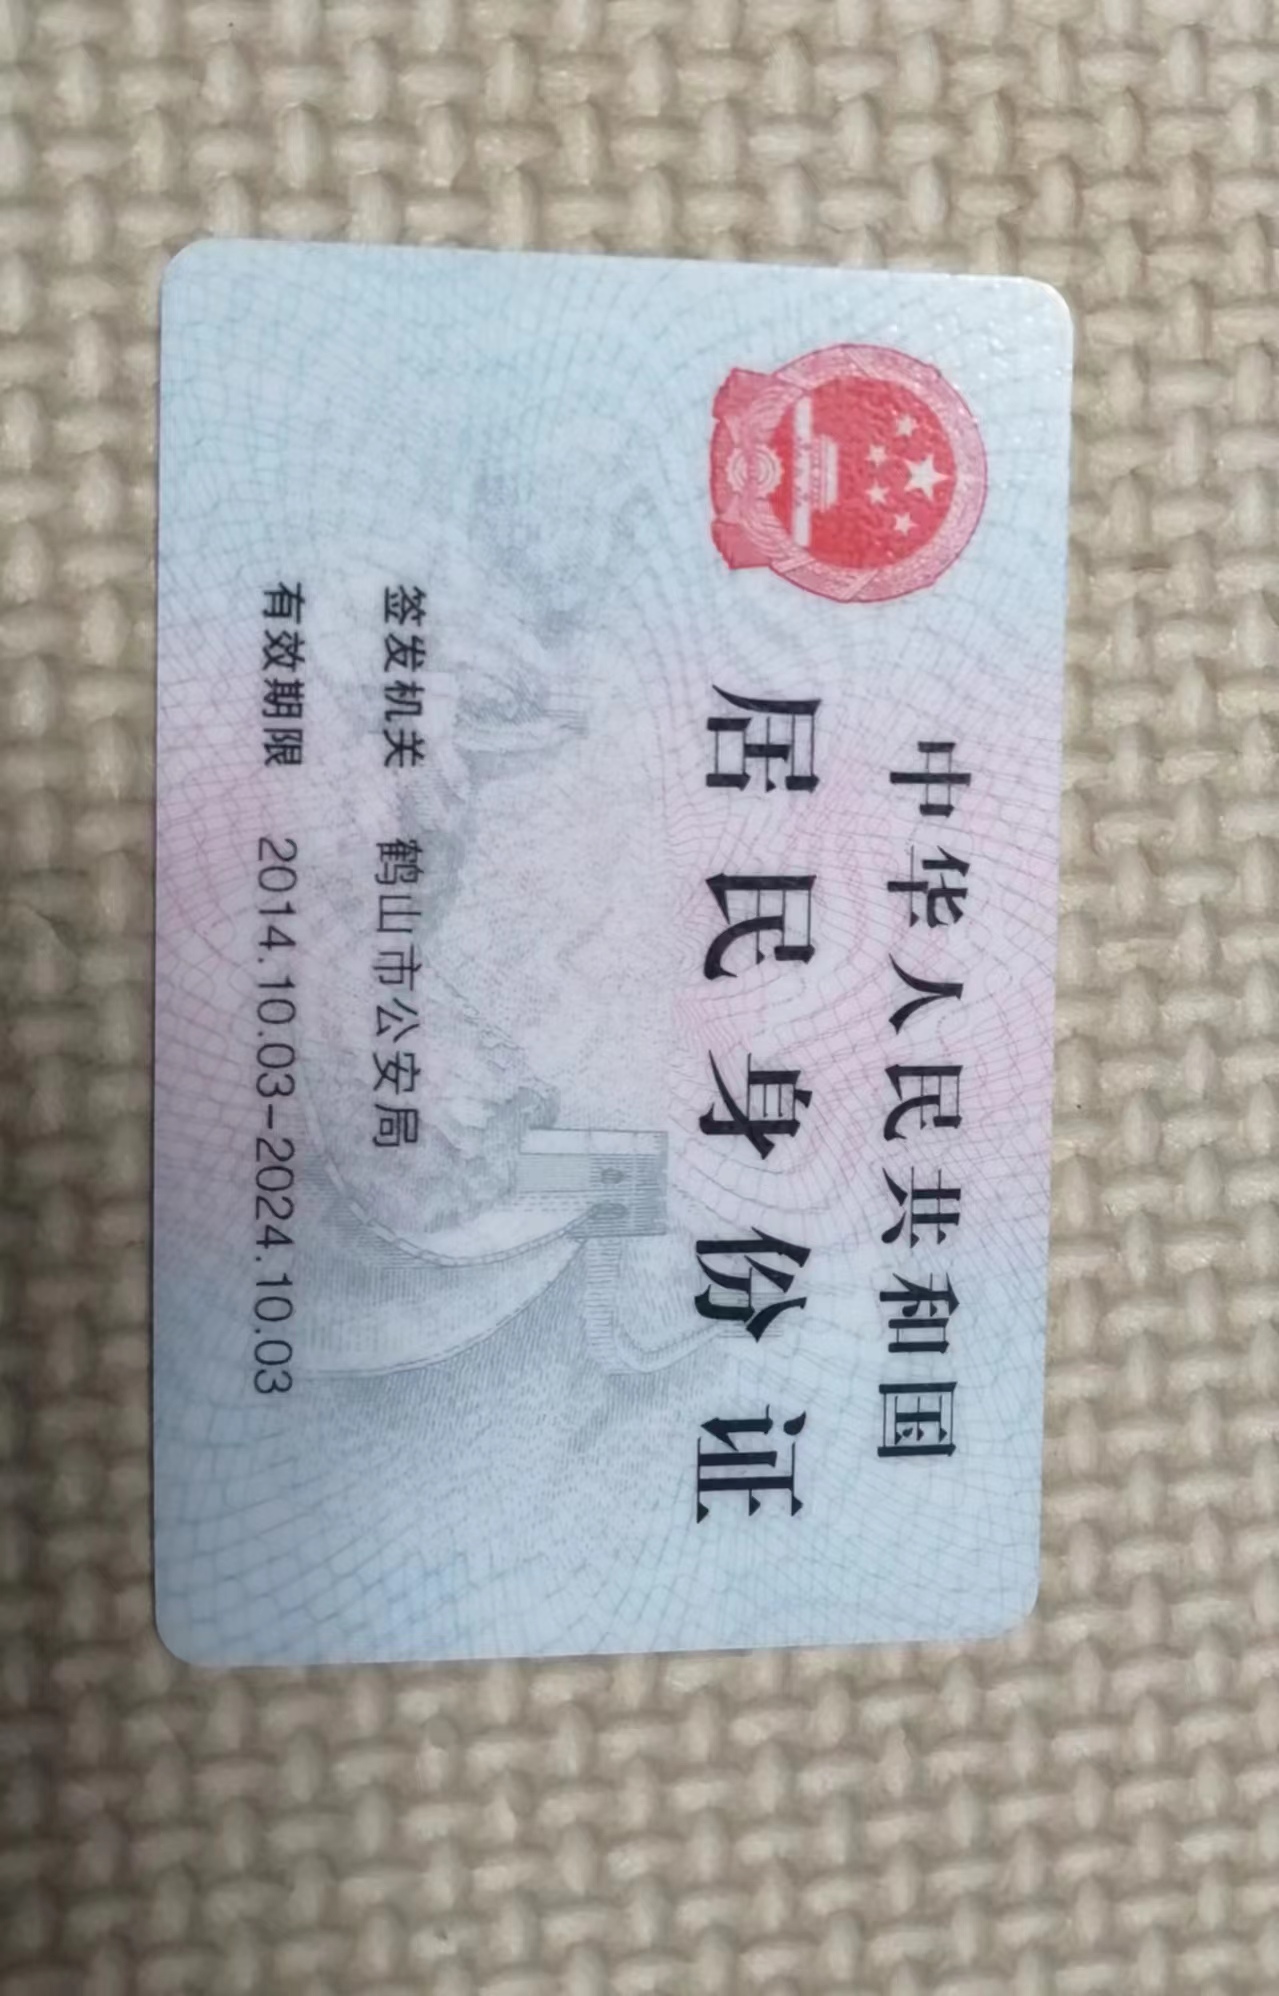 中华人民共和国
居民身份证
签发机关 鹤山市公安局
有效期限 2014.10.03-2024.10.03